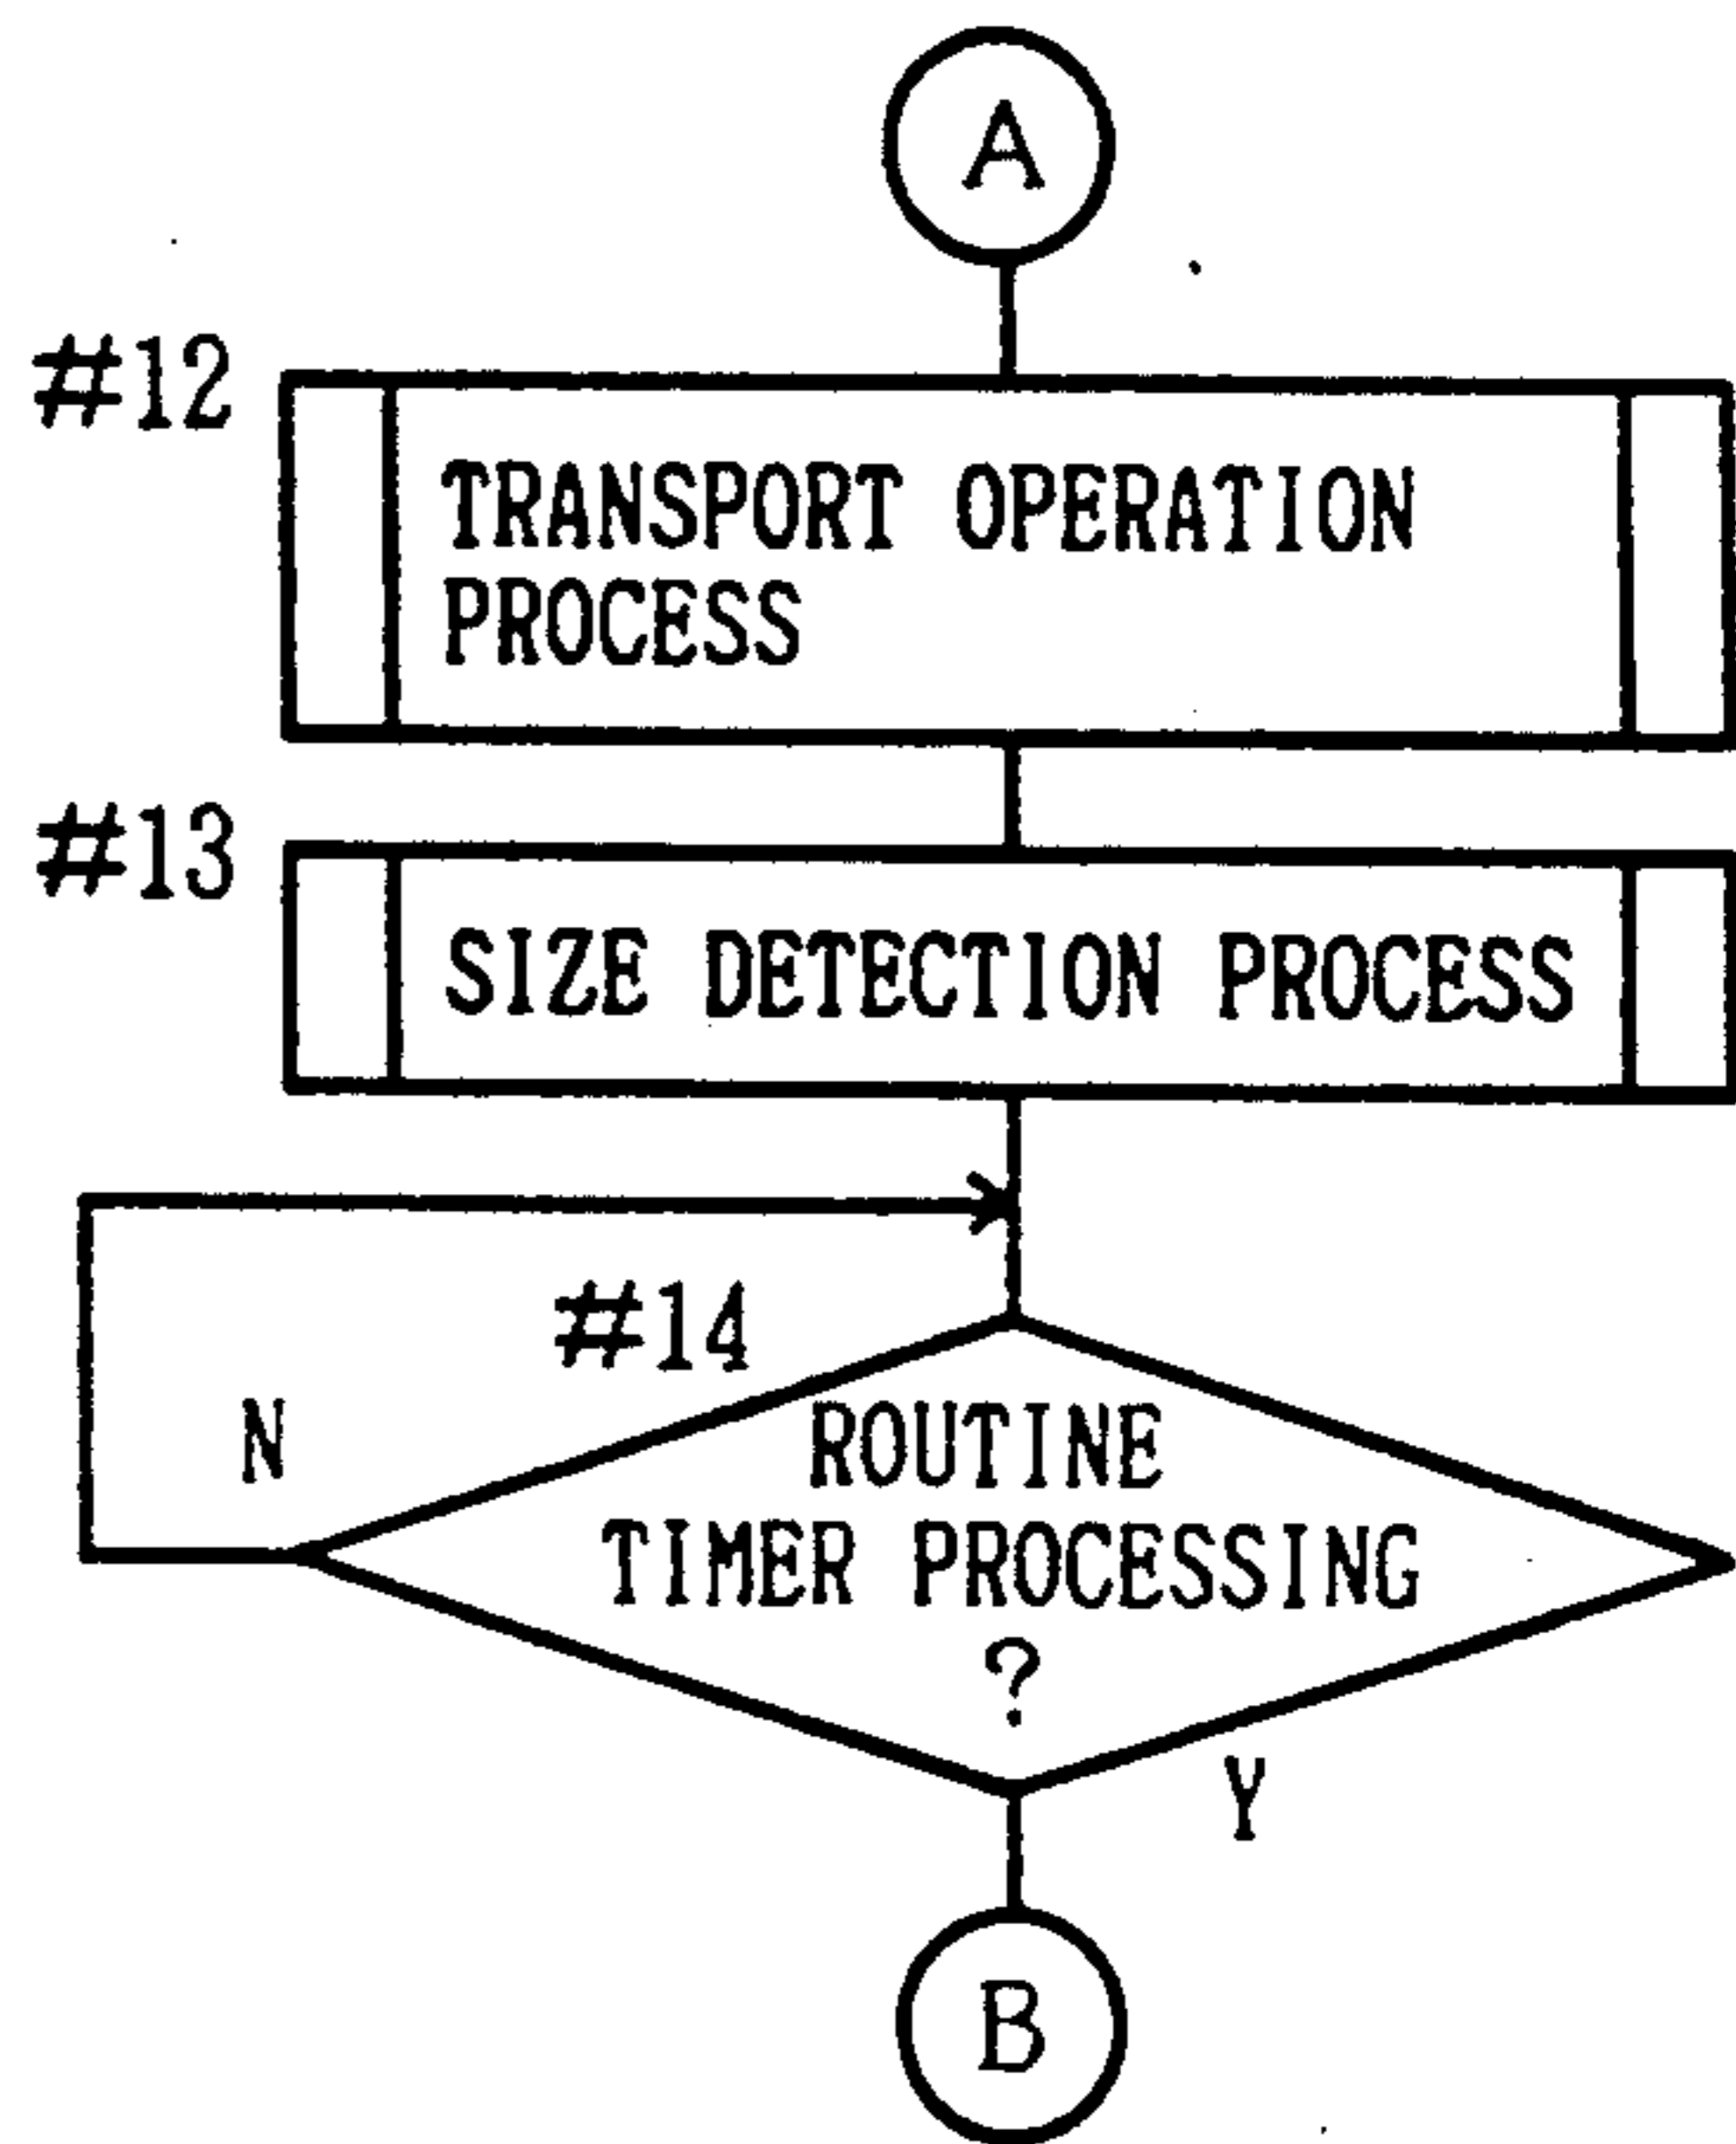 A
#12
TRANSPORT OPERATION
PROCESS
#13
SIZE DETECTION PROCESS
#14
N
ROUTINE
TIMER PROCESSING
?
Y
B